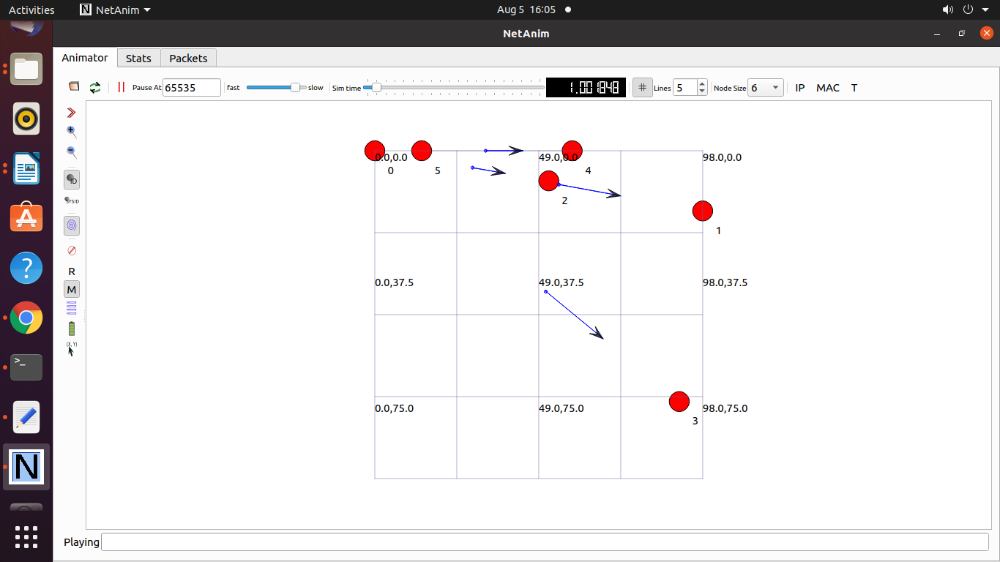 Activities NetAnim Aug 5 16:05
NetAnim
Animator Stats Packets
Pause At 65535 fast slow Sim time 1.001848 Lines 5 Node Size 6 IP MAC T
ID
SYSID
R
M
(X, Y)
0.0,0.0 49.0,0.0 98.0,0.0
0 5 4
2
1
0.0,37.5 49.0,37.5 98.0,37.5
0.0,75.0 49.0,75.0 98.0,75.0
3
Playing